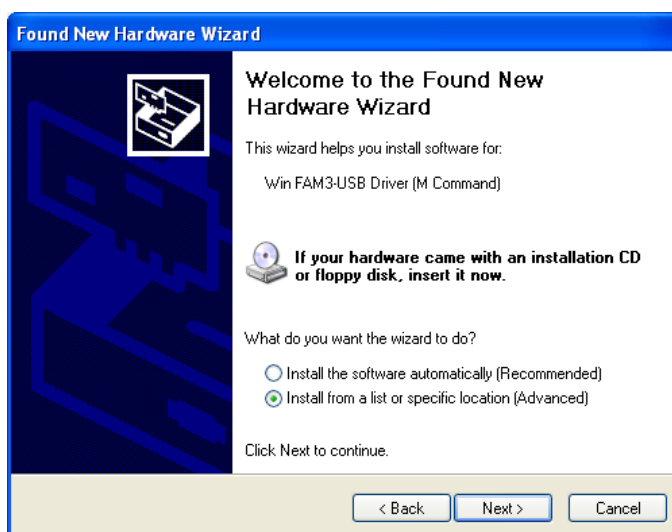 Found New Hardware Wizard
Welcome to the Found New
Hardware Wizard
This wizard helps you install software for:
Win FAM3-USB Driver (M Command)
If your hardware came with an installation CD
or floppy disk, insert it now.
What do you want the wizard to do?
Install the software automatically (Recommended)
Install from a list or specific location (Advanced)
Click Next to continue.
< Back Next > Cancel